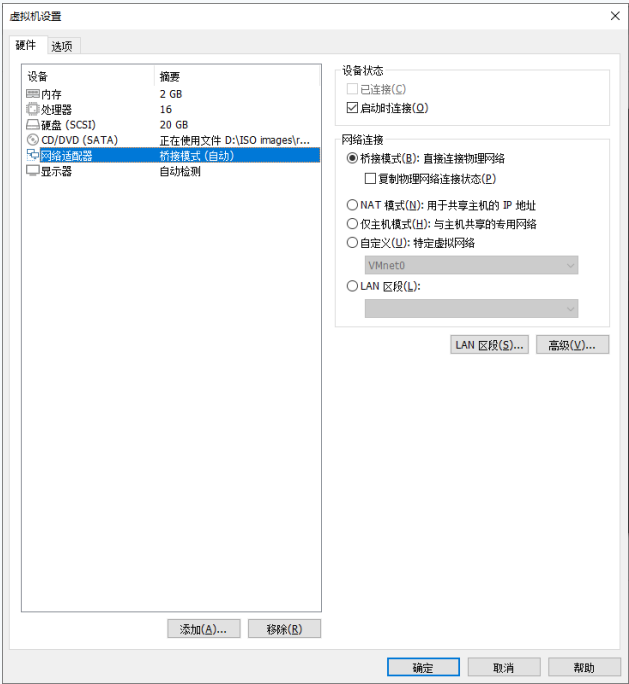 虚拟机设置
硬件 选项
设备 摘要
内存 2 GB
处理器 16
硬盘 (SCSI) 20 GB
CD/DVD (SATA) 正在使用文件 D:\ISO images\r...
网络适配器 桥接模式 (自动)
显示器 自动检测
添加(A)... 移除(R)
设备状态
已连接(C)
启动时连接(O)
网络连接
桥接模式(B): 直接连接物理网络
复制物理网络连接状态(P)
NAT 模式(N): 用于共享主机的 IP 地址
仅主机模式(H): 与主机共享的专用网络
自定义(U): 特定虚拟网络
VMnet0
LAN 区段(L):
LAN 区段(S)... 高级(V)...
确定 取消 帮助